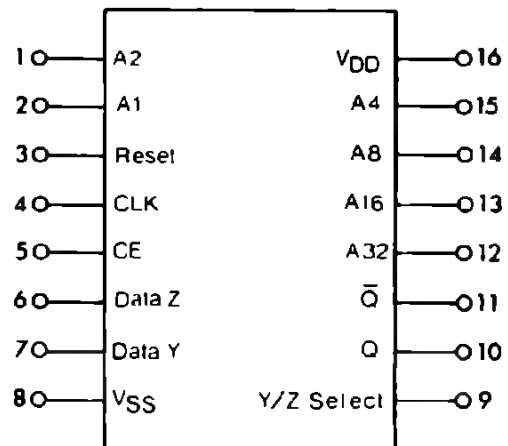 1 A2 VDD 16
2 A1 A4 15
3 Reset A8 14
4 CLK A16 13
5 CE A32 12
6 Data Z Q̅ 11
7 Data Y Q 10
8 VSS Y/Z Select 9